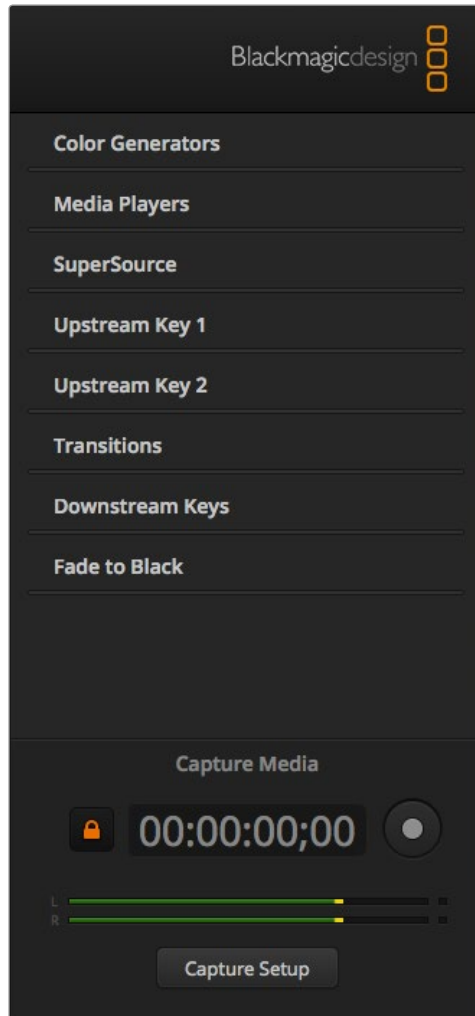 Blackmagicdesign
Color Generators
Media Players
SuperSource
Upstream Key 1
Upstream Key 2
Transitions
Downstream Keys
Fade to Black
Capture Media
00:00:00;00
L
R
Capture Setup